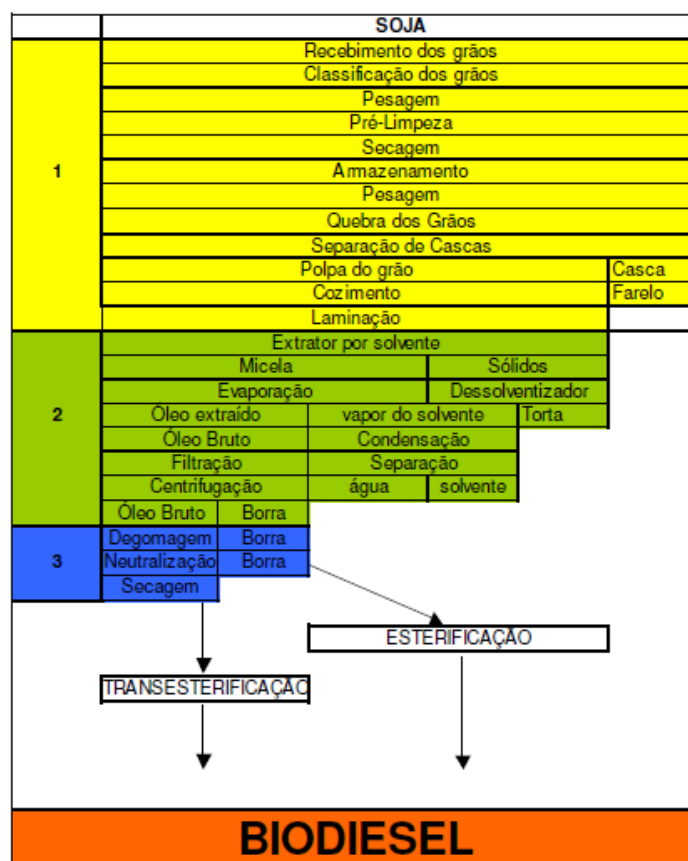 SOJA
Recebimento dos grãos
Classificação dos grãos
Pesagem
Pré-Limpeza
Secagem
1
Armazenamento
Pesagem
Quebra dos Grãos
Separação de Cascas
Polpa do grão Casca
Cozimento Farelo
Laminação
Extrator por solvente
Micela Sólidos
Evaporação Dessolventizador
2 Óleo extraído vapor do solvente Torta
Óleo Bruto Condensação
Filtração Separação
Centrifugação água solvente
Óleo Bruto Borra
Degomagem Borra
3 Neutralização Borra
Secagem
ESTERIFICAÇÃO
TRANSESTERIFICAÇÃO
BIODIESEL